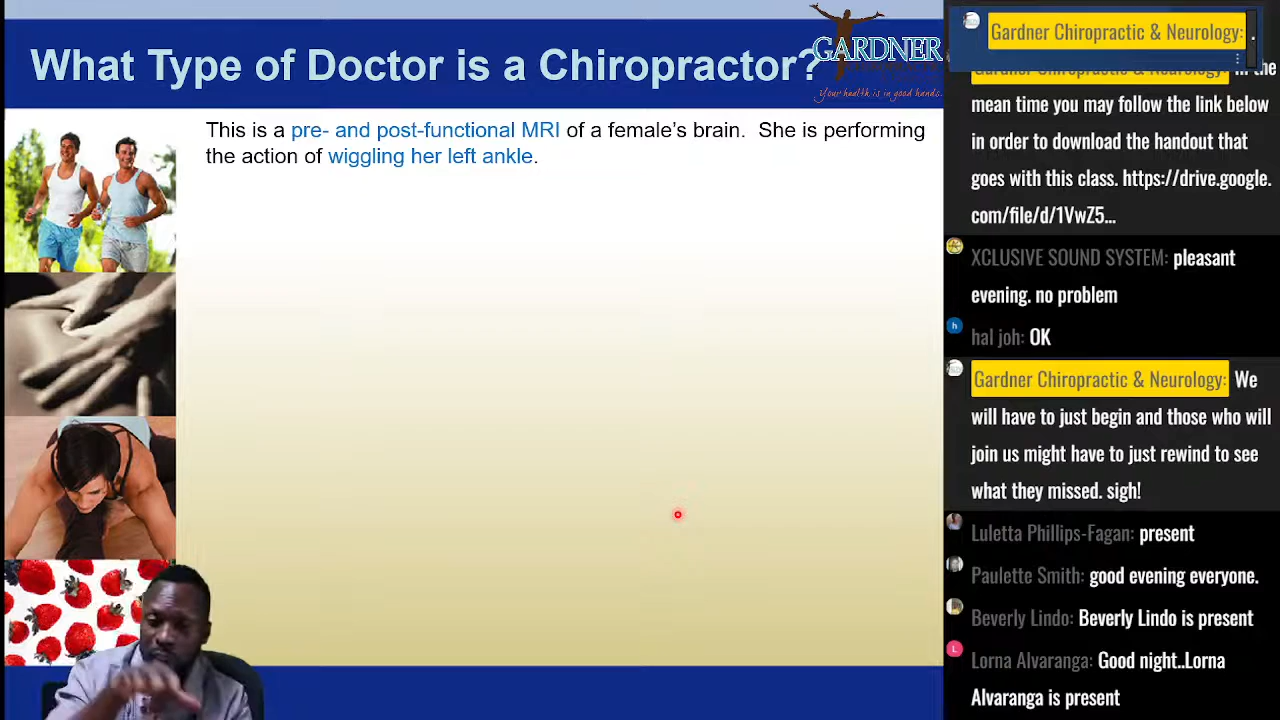 What Type of Doctor is a Chiropractor?
GARDNER
Your health is in good hands.
This is a pre- and post-functional MRI of a female's brain. She is performing
the action of wiggling her left ankle.
Gardner Chiropractic & Neurology: .
Gardner Chiropractic & Neurology: In the
mean time you may follow the link below
in order to download the handout that
goes with this class. https://drive.google.
com/file/d/1VwZ5...
XCLUSIVE SOUND SYSTEM: pleasant
evening. no problem
hal joh: OK
Gardner Chiropractic & Neurology: We
will have to just begin and those who will
join us might have to just rewind to see
what they missed. sigh!
Luletta Phillips-Fagan: present
Paulette Smith: good evening everyone.
Beverly Lindo: Beverly Lindo is present
Lorna Alvaranga: Good night..Lorna
Alvaranga is present